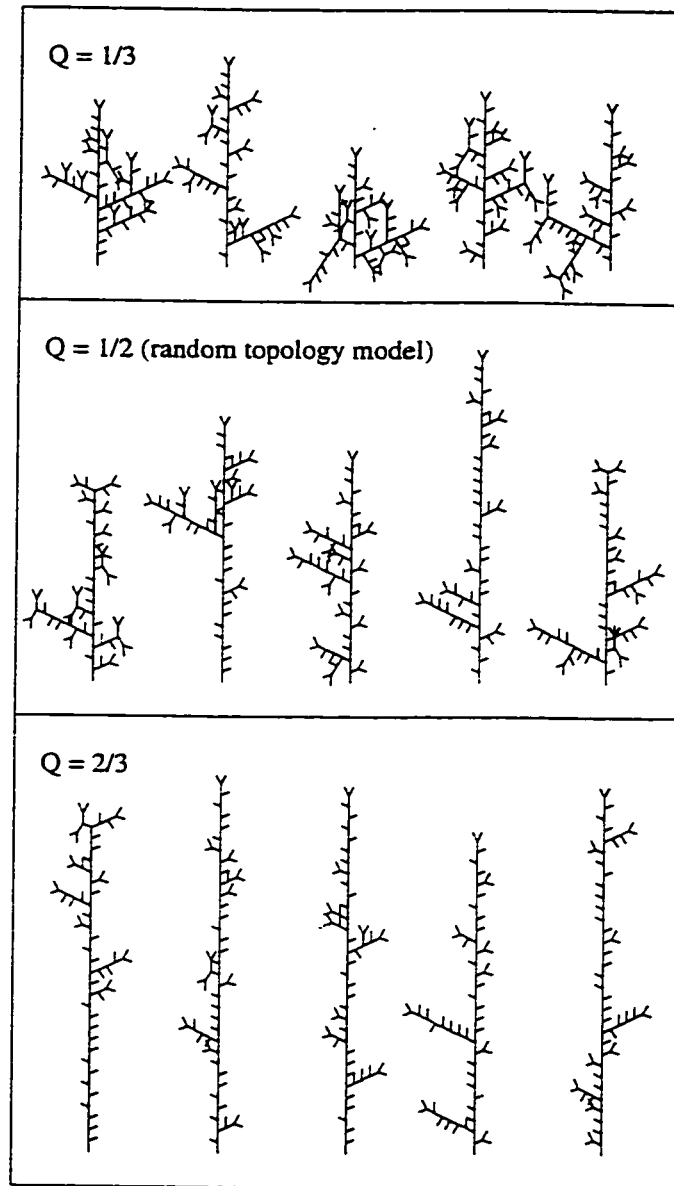 Q = 1/3
Q = 1/2 (random topology model)
Q = 2/3